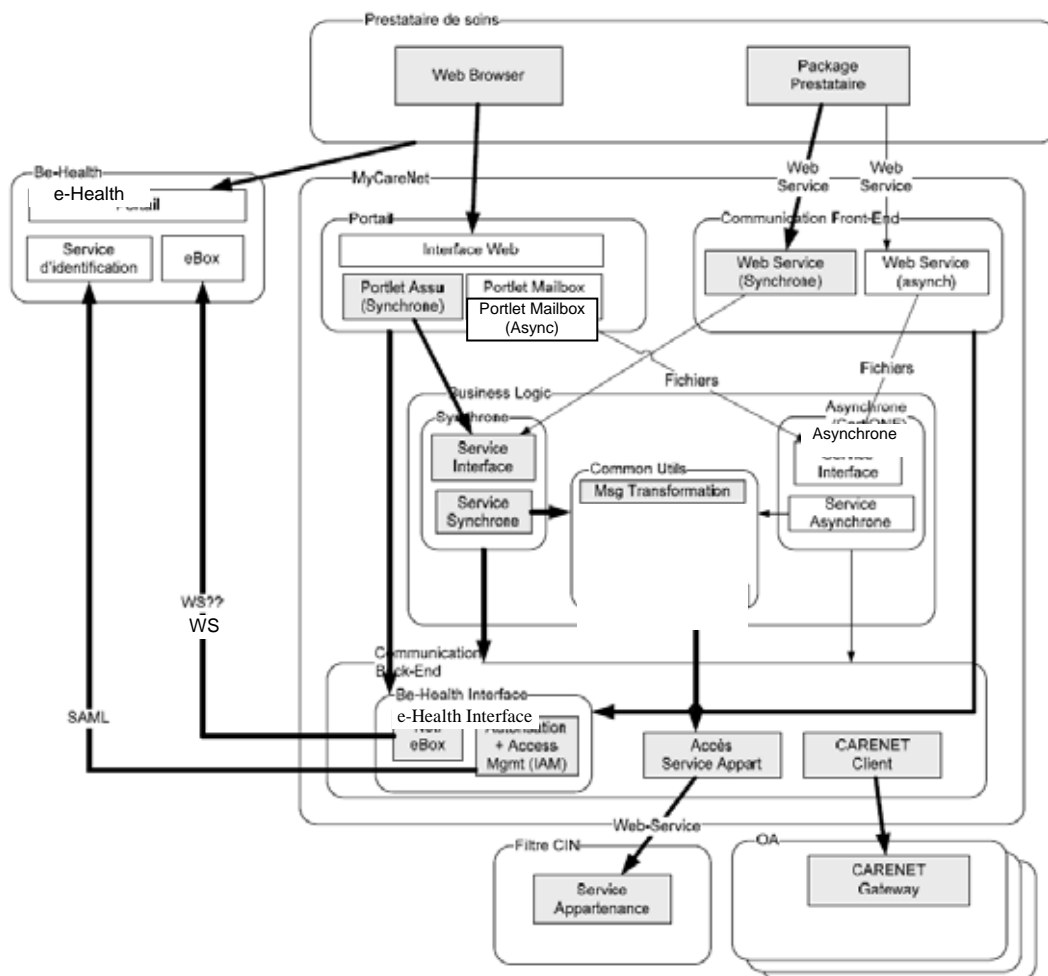 Prestataire de soins
Web Browser
Package
Prestataire
Web
Service
Web
Service
Be-Health
e-Health
Service
d'identification
eBox
MyCareNet
Portail
Interface Web
Portlet Assu
(Synchrone)
Portlet Mailbox
Portlet Mailbox
(Async)
Communication Front-End
Web Service
(Synchrone)
Web Service
(asynch)
Fichiers
Fichiers
Business Logic
Synchrone
Service
Interface
Service
Synchrone
Common Utils
Msg Transformation
Asynchrone
Asynchrone
Interface
Service
Asynchrone
WS??
WS
SAML
Communication
Back-End
Be-Health Interface
e-Health Interface
eBox
Autorisation
+ Access
Mgmt (IAM)
Accès
Service Appart
CARENET
Client
Web-Service
Filtre CIN
Service
Appartenance
OA
CARENET
Gateway